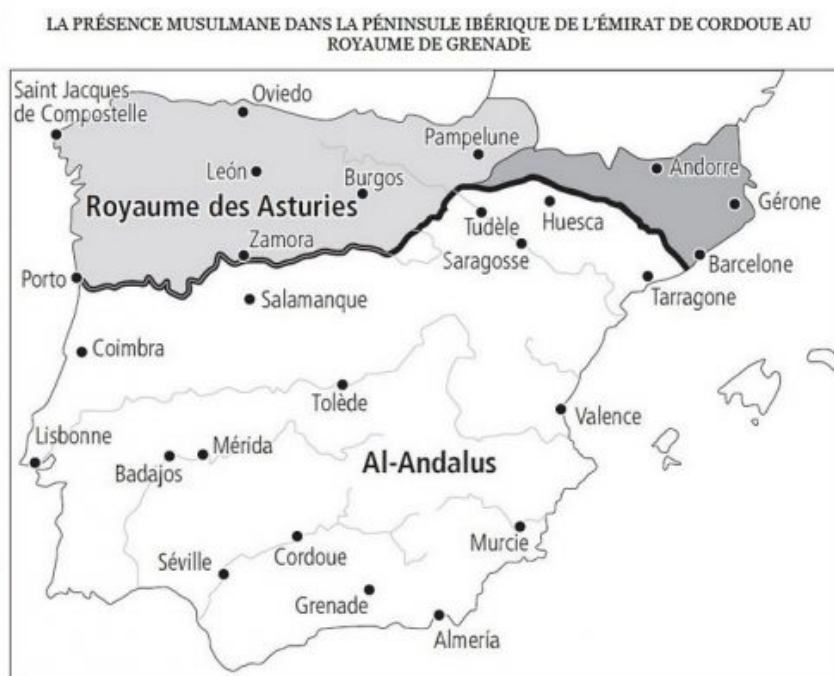 LA PRÉSENCE MUSULMANE DANS LA PÉNINSULE IBÉRIQUE DE L'ÉMIRAT DE CORDOUE AU
ROYAUME DE GRENADE
Saint Jacques
de Compostelle
Oviedo
Pampelune
Andorre
León
Burgos
Royaume des Asturies
Gérone
Tudèle
Huesca
Zamora
Saragosse
Barcelone
Porto
Tarragone
Salamanque
Coimbra
Tolède
Valence
Lisbonne
Mérida
Badajos
Al-Andalus
Murcie
Cordoue
Séville
Grenade
Almería